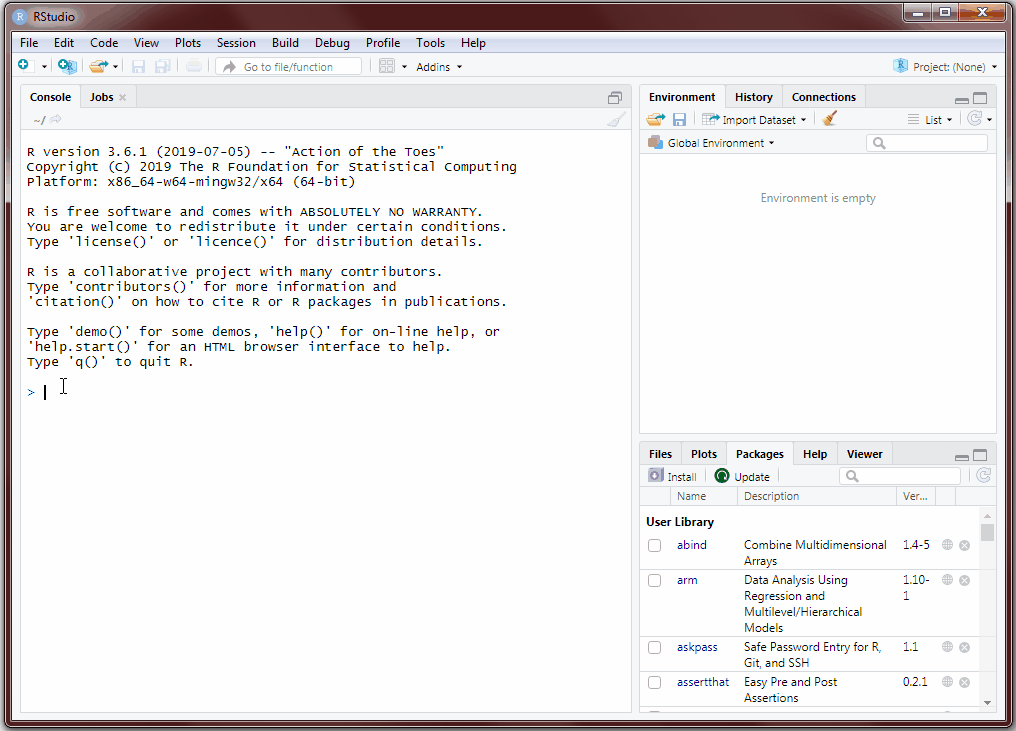 RStudio
File Edit Code View Plots Session Build Debug Profile Tools Help
Go to file/function Addins Project: (None)
Console Jobs
~/
R version 3.6.1 (2019-07-05) -- "Action of the Toes"
Copyright (C) 2019 The R Foundation for Statistical Computing
Platform: x86_64-w64-mingw32/x64 (64-bit)
R is free software and comes with ABSOLUTELY NO WARRANTY.
You are welcome to redistribute it under certain conditions.
Type 'license()' or 'licence()' for distribution details.
R is a collaborative project with many contributors.
Type 'contributors()' for more information and
'citation()' on how to cite R or R packages in publications.
Type 'demo()' for some demos, 'help()' for on-line help, or
'help.start()' for an HTML browser interface to help.
Type 'q()' to quit R.
>
Environment History Connections
Import Dataset List
Global Environment
Environment is empty
Files Plots Packages Help Viewer
Install Update
Name Description Ver...
User Library
abind Combine Multidimensional 1.4-5
Arrays
arm Data Analysis Using 1.10-
Regression and 1
Multilevel/Hierarchical
Models
askpass Safe Password Entry for R, 1.1
Git, and SSH
assertthat Easy Pre and Post 0.2.1
Assertions